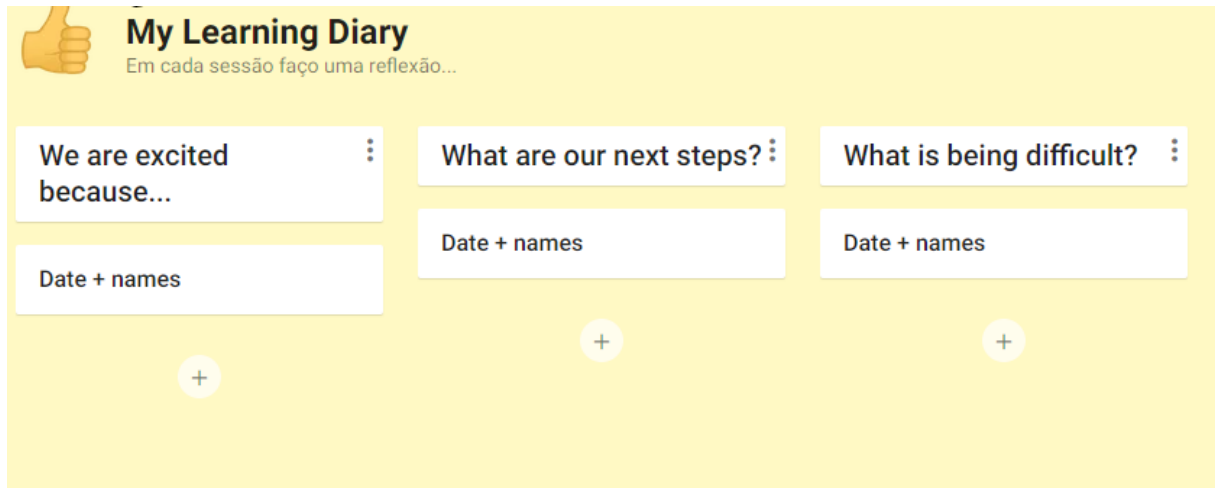 My Learning Diary
Em cada sessão faço uma reflexão...
We are excited
because...
Date + names
What are our next steps?
Date + names
What is being difficult?
Date + names